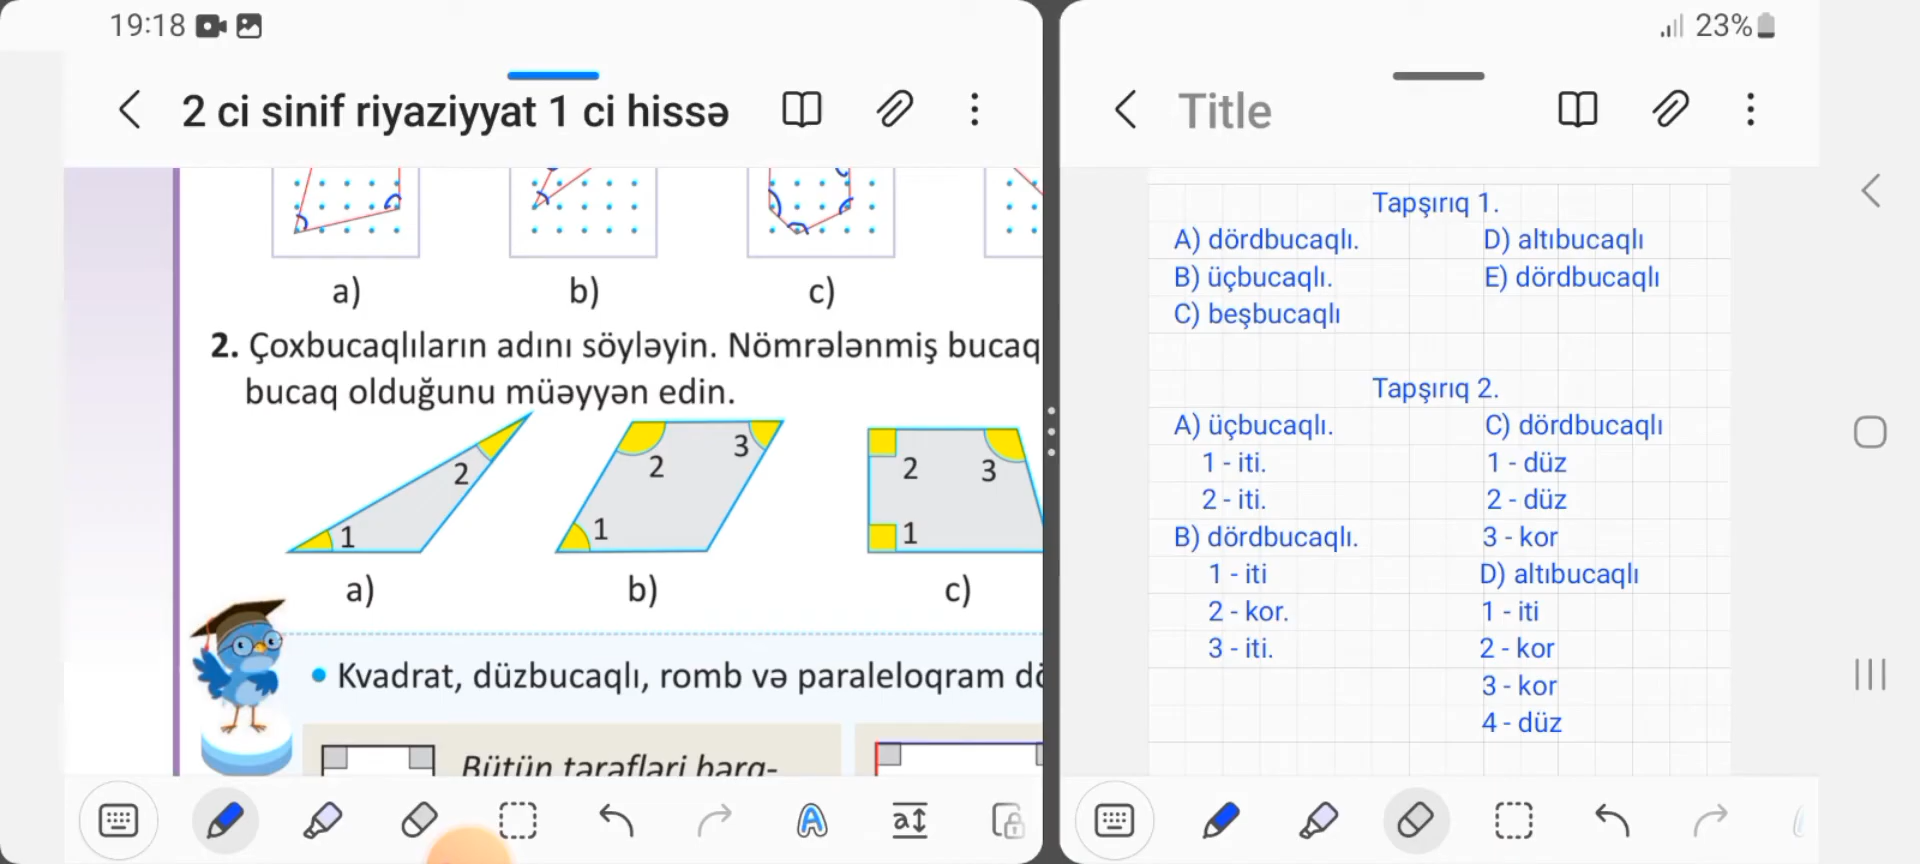 19:18
23%
2 ci sinif riyaziyyat 1 ci hissə
a) b) c)
2. Çoxbucaqlıların adını söyləyin. Nömrələnmiş bucaq
bucaq olduğunu müəyyən edin.
1 2
1 2 3
2 3 1
a) b) c)
• Kvadrat, düzbucaqlı, romb və paraleloqram dö
Bütün tərəfləri bərə-
Title
Tapşırıq 1.
A) dördbucaqlı. D) altıbucaqlı
B) üçbucaqlı. E) dördbucaqlı
C) beşbucaqlı
Tapşırıq 2.
A) üçbucaqlı. C) dördbucaqlı
1 - iti. 1 - düz
2 - iti. 2 - düz
B) dördbucaqlı. 3 - kor
1 - iti D) altıbucaqlı
2 - kor. 1 - iti
3 - iti. 2 - kor
3 - kor
4 - düz